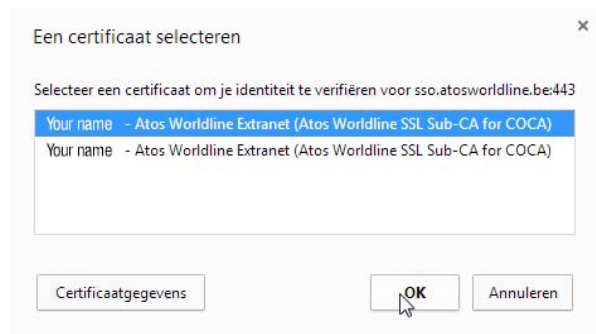 Een certificaat selecteren
×
Selecteer een certificaat om je identiteit te verifiëren voor sso.atosworldline.be:443
Your name - Atos Worldline Extranet (Atos Worldline SSL Sub-CA for COCA)
Your name - Atos Worldline Extranet (Atos Worldline SSL Sub-CA for COCA)
Certificaatgegevens OK Annuleren